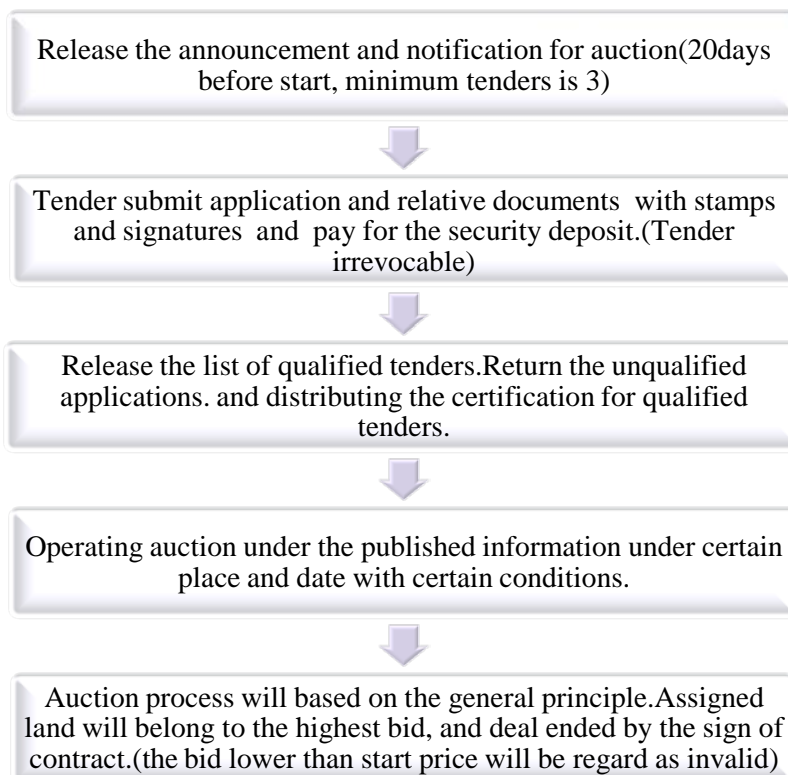 Release the announcement and notification for auction(20days
before start, minimum tenders is 3)
Tender submit application and relative documents with stamps
and signatures and pay for the security deposit.(Tender
irrevocable)
Release the list of qualified tenders.Return the unqualified
applications. and distributing the certification for qualified
tenders.
Operating auction under the published information under certain
place and date with certain conditions.
Auction process will based on the general principle.Assigned
land will belong to the highest bid, and deal ended by the sign of
contract.(the bid lower than start price will be regard as invalid)